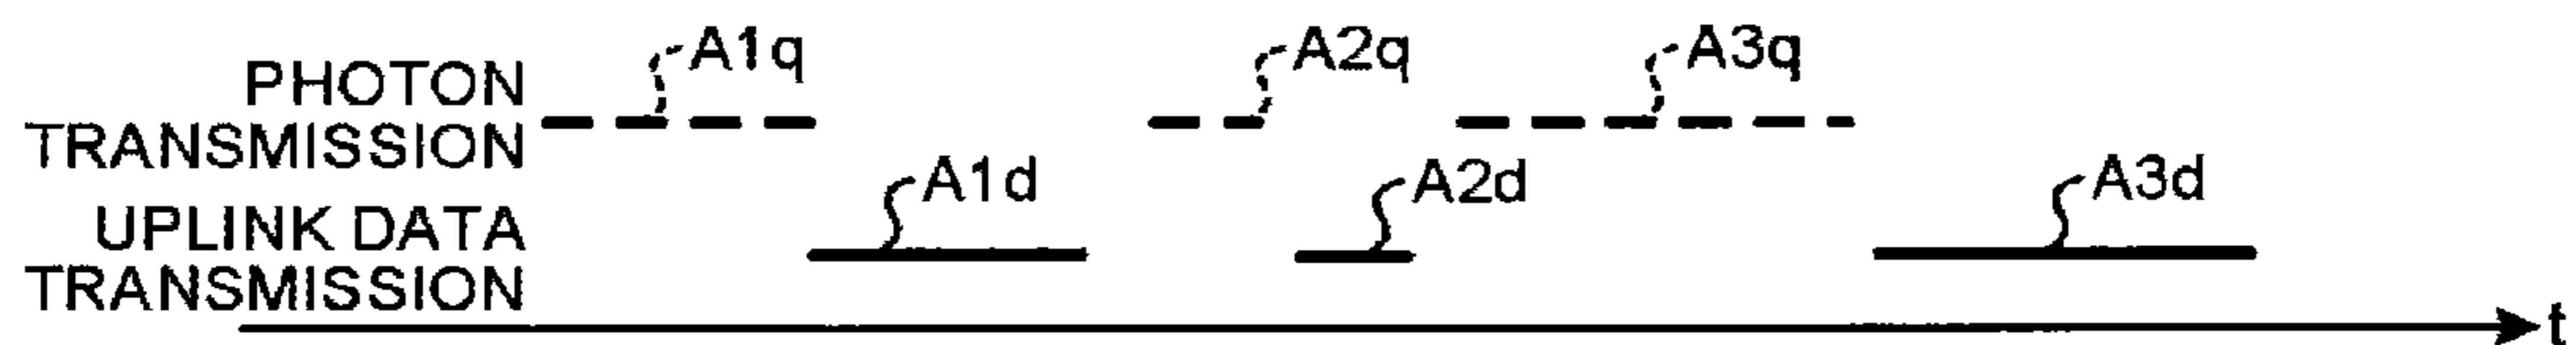 PHOTON
TRANSMISSION
A1q
A2q
A3q
UPLINK DATA
TRANSMISSION
A1d
A2d
A3d
t